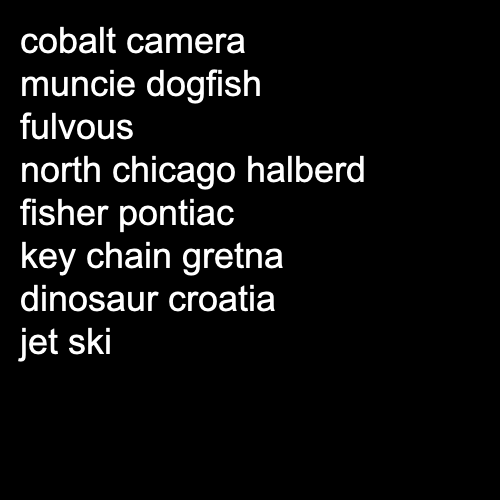 cobalt camera
muncie dogfish
fulvous
north chicago halberd
fisher pontiac
key chain gretna
dinosaur croatia
jet ski